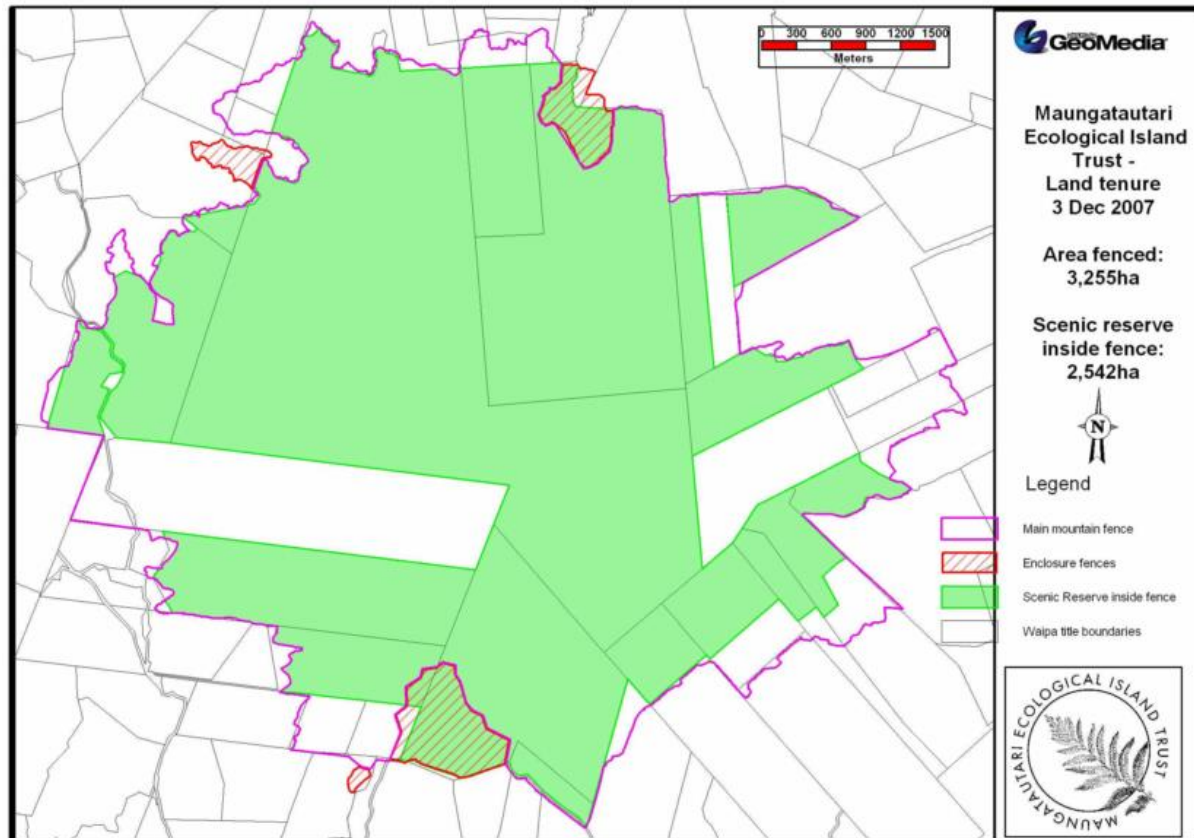 0 300 600 900 1200 1500
Meters
GeoMedia
Maungatautari
Ecological Island
Trust -
Land tenure
3 Dec 2007
Area fenced:
3,255ha
Scenic reserve
inside fence:
2,542ha
N
Legend
Main mountain fence
Enclosure fences
Scenic Reserve inside fence
Waipa title boundaries
MAUNGATAUTARI ECOLOGICAL ISLAND TRUST